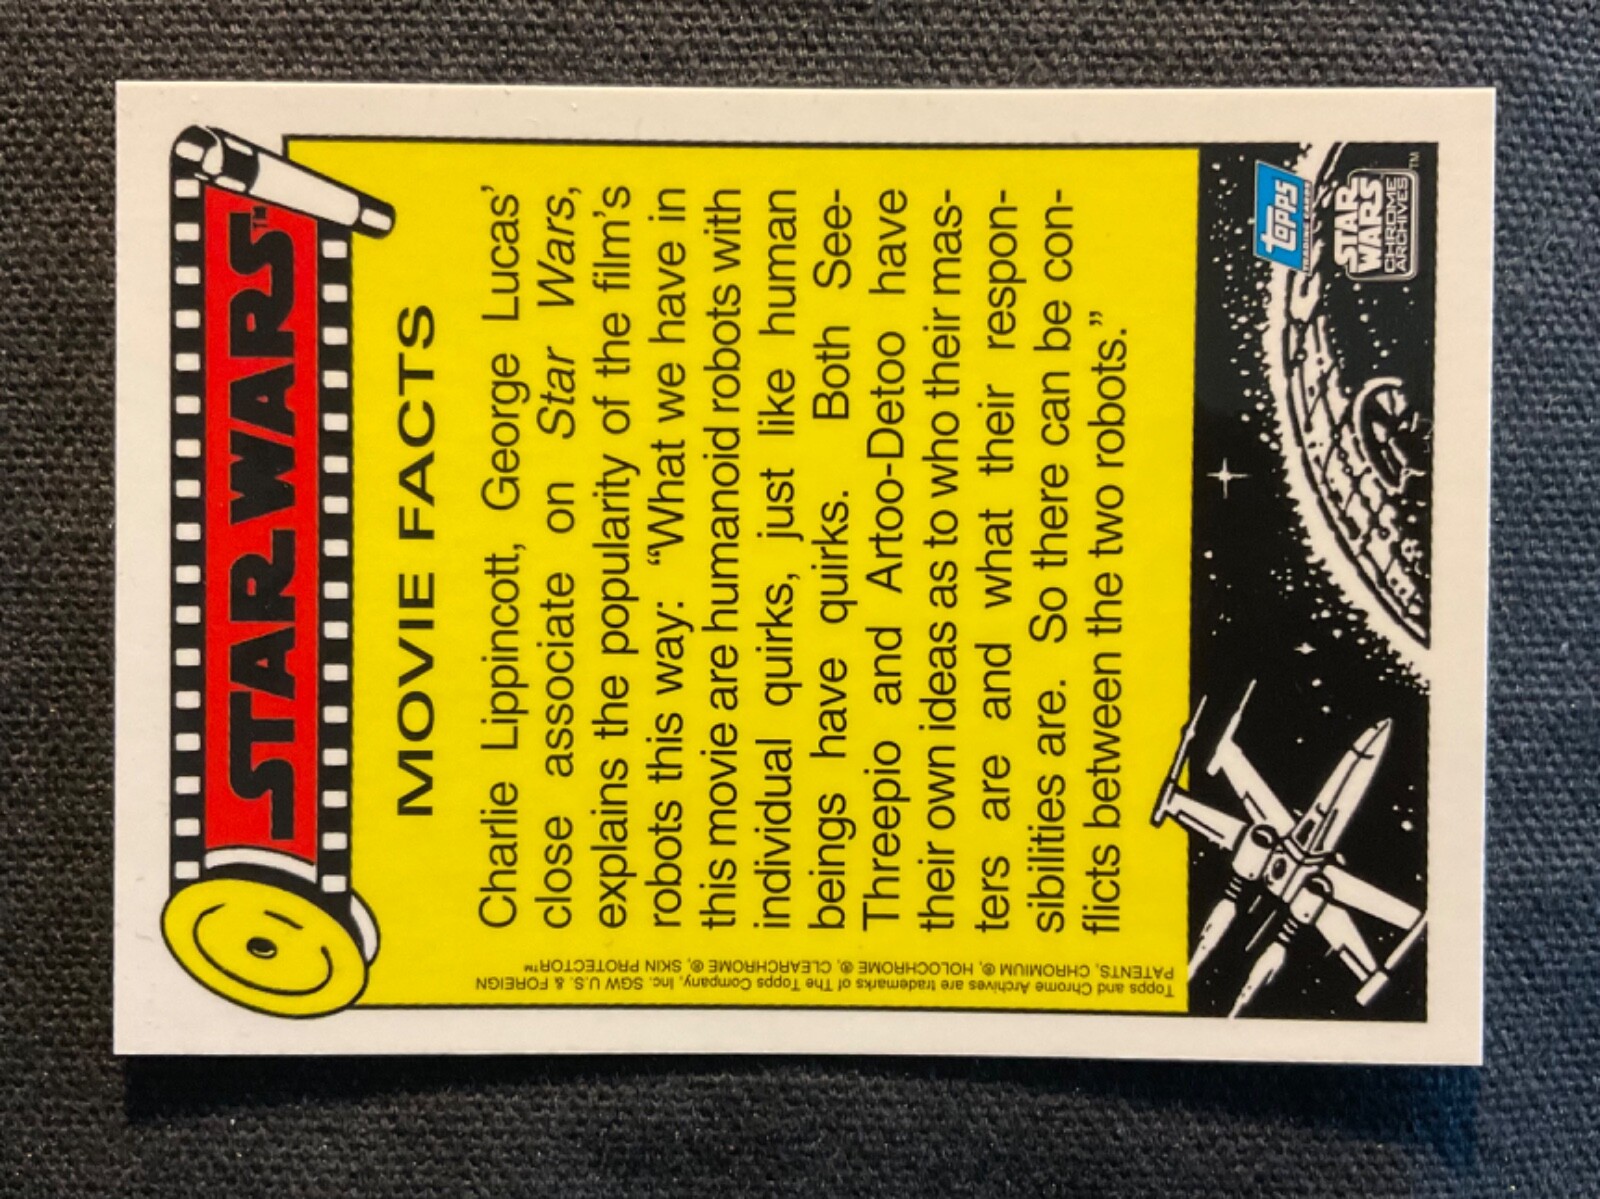 STAR WARS™
MOVIE FACTS
Charlie Lippincott, George Lucas'
close associate on Star Wars,
explains the popularity of the film's
robots this way: “What we have in
this movie are humanoid robots with
individual quirks, just like human
beings have quirks. Both See-
Threepio and Artoo-Detoo have
their own ideas as to who their mas-
ters are and what their respon-
sibilities are. So there can be con-
flicts between the two robots.”
Topps and Chrome Archives are trademarks of The Topps Company, Inc. SGW U.S. & FOREIGN
PATENTS, CHROMIUM ®, HOLOCHROME ®, CLEARCHROME ®, SKIN PROTECTOR™
topps
TRADING CARDS
STAR
WARS
CHROME
ARCHIVES
™